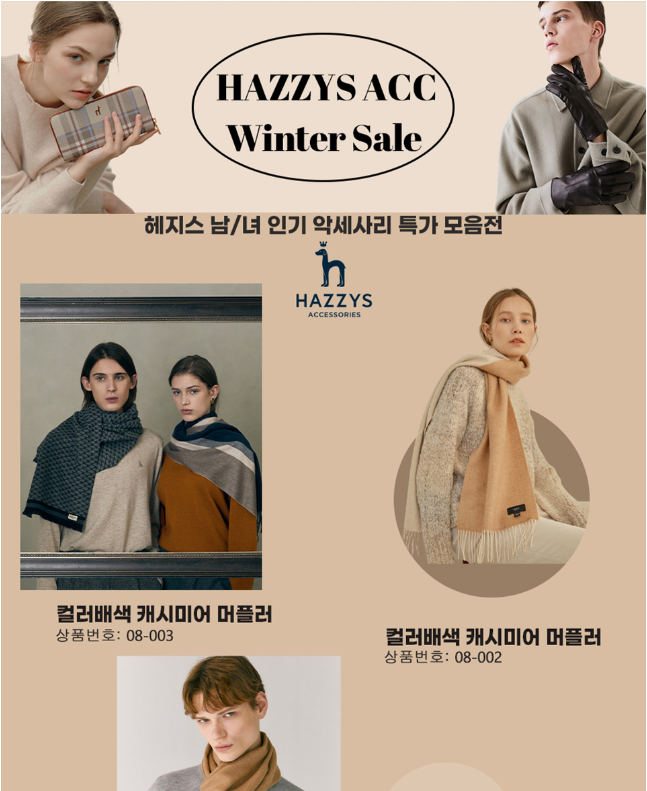 HAZZYS ACC
Winter Sale
헤지스 남/녀 인기 악세사리 특가 모음전
HAZZYS
ACCESSORIES
컬러배색 캐시미어 머플러
상품번호: 08-003
컬러배색 캐시미어 머플러
상품번호: 08-002